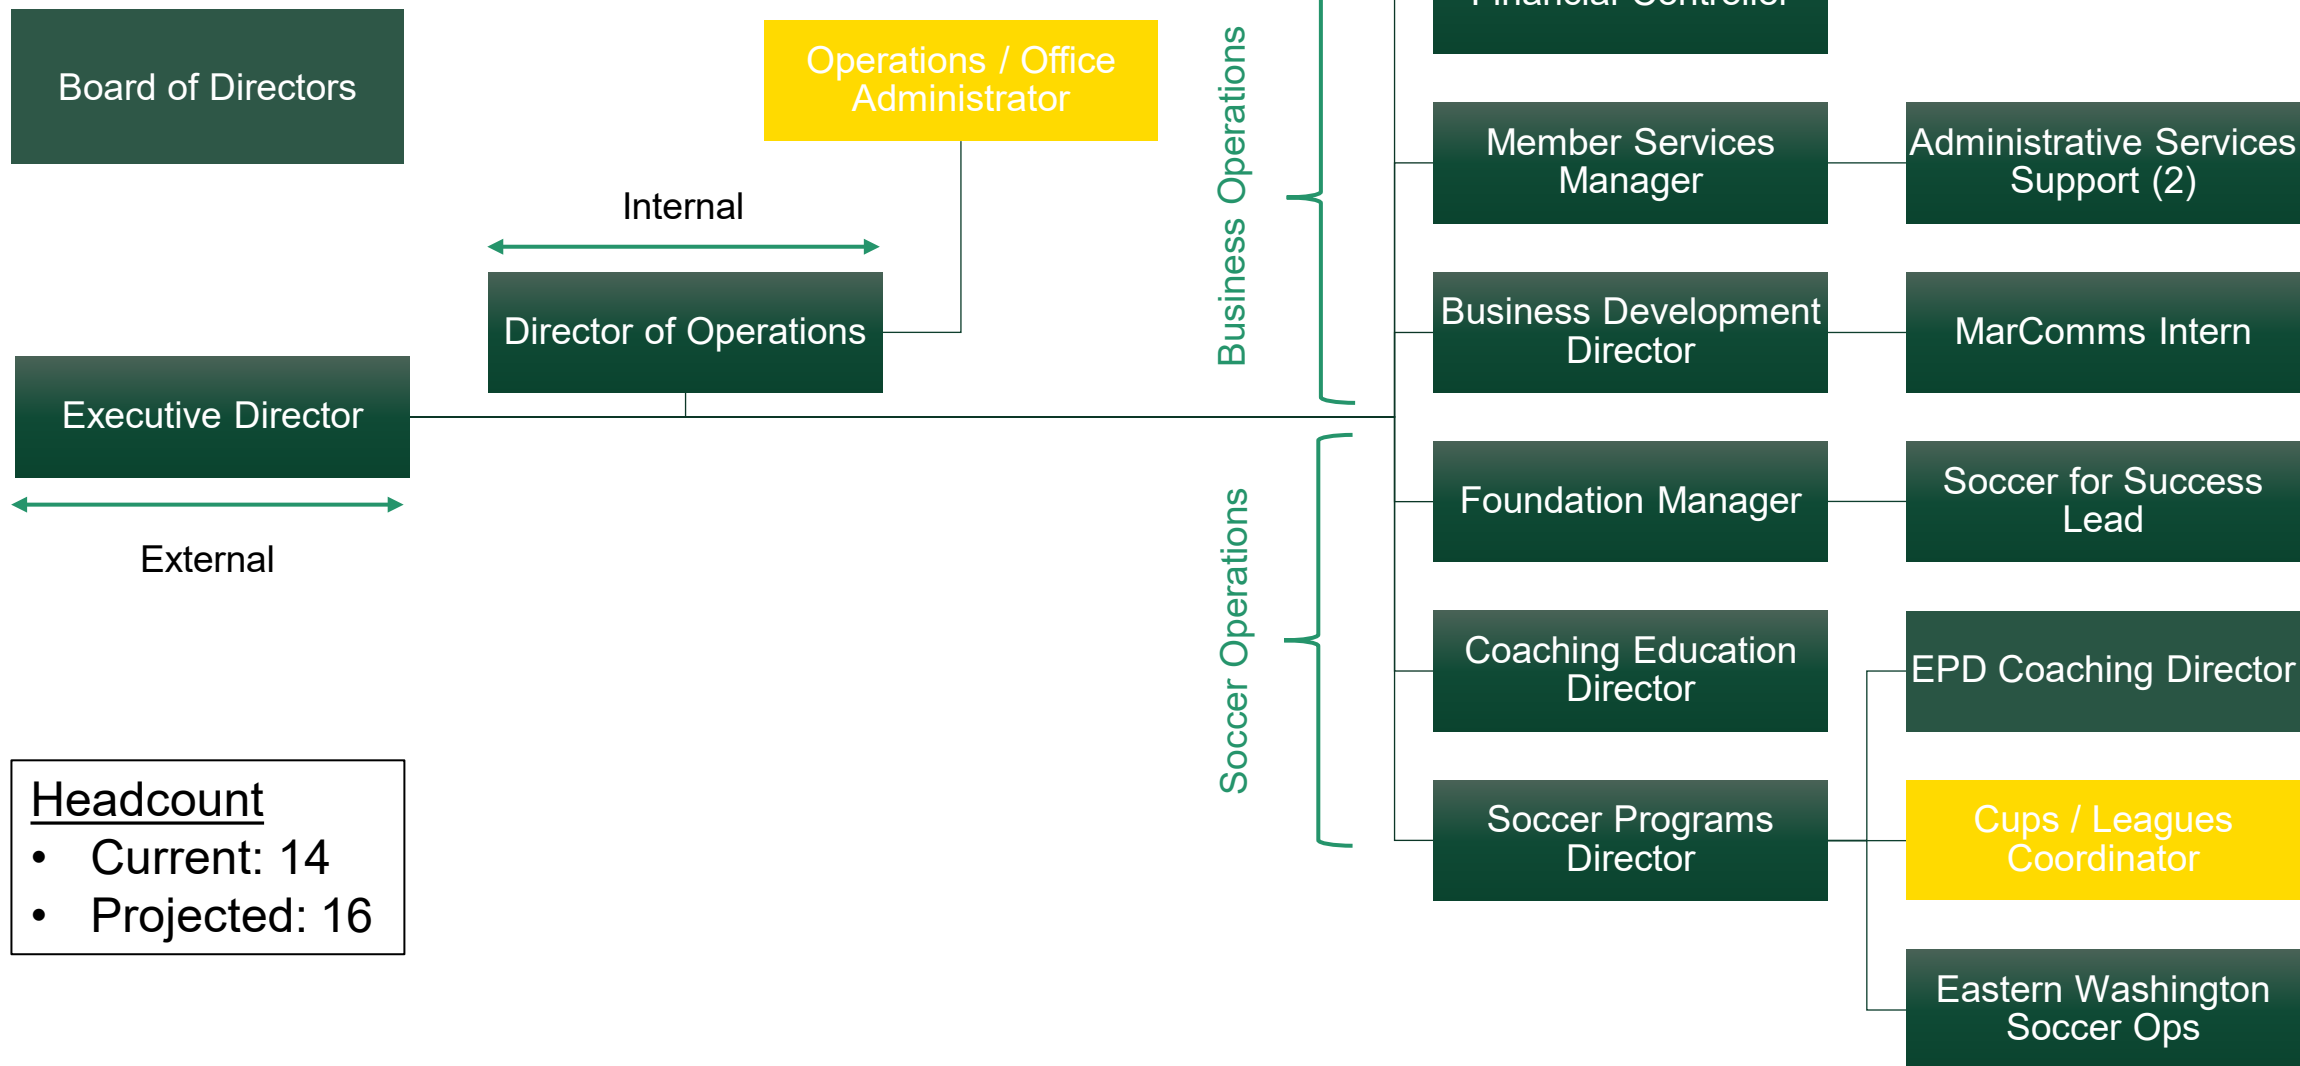 Financial Controller
Board of Directors
Operations / Office
Administrator
Business Operations
Member Services
Manager
Administrative Services
Support (2)
Internal
Director of Operations
Business Development
Director
MarComms Intern
Executive Director
External
Soccer Operations
Foundation Manager
Soccer for Success
Lead
Coaching Education
Director
EPD Coaching Director
Headcount
• Current: 14
• Projected: 16
Soccer Programs
Director
Cups / Leagues
Coordinator
Eastern Washington
Soccer Ops